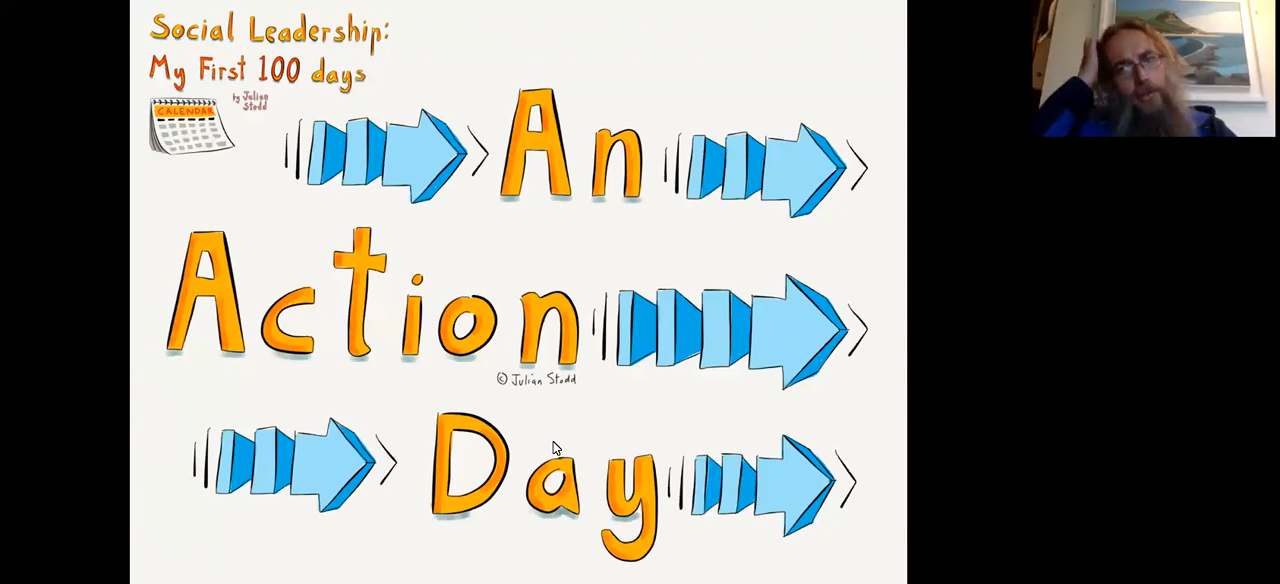 Social Leadership:
My First 100 days
by Julian
Stodd
CALENDAR
An
Action
© Julian Stodd
Day